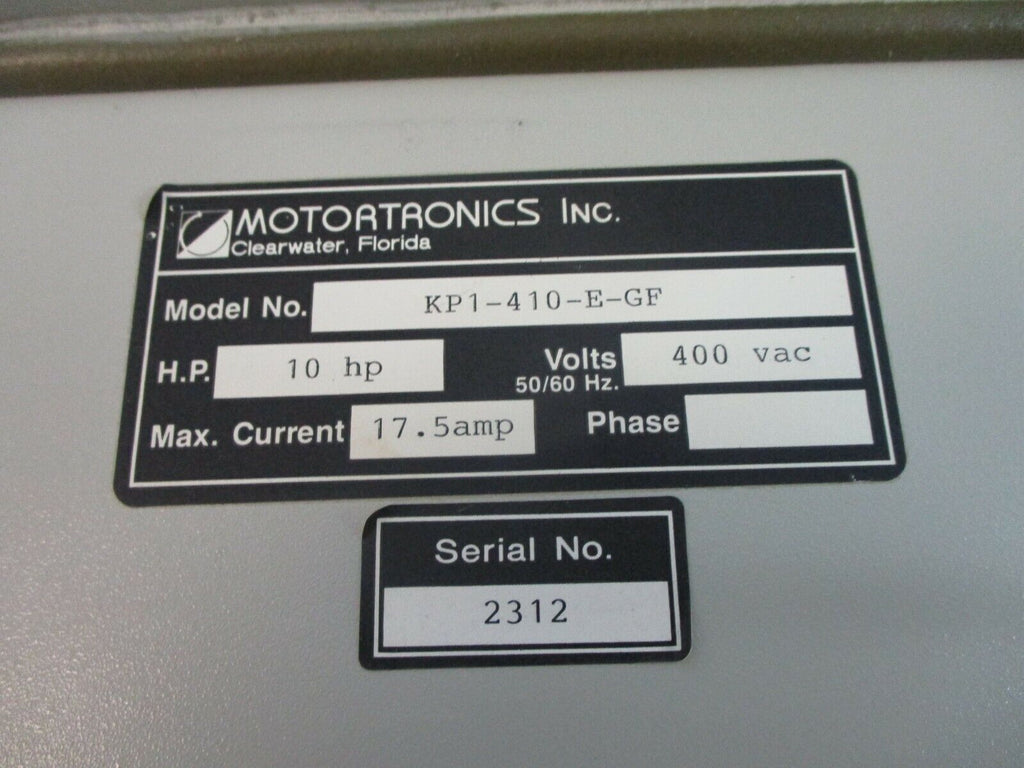 MOTORTRONICS INC.
Clearwater, Florida
Model No. KP1-410-E-GF
H.P. 10 hp Volts 50/60 Hz. 400 vac
Max. Current 17.5amp Phase
Serial No.
2312